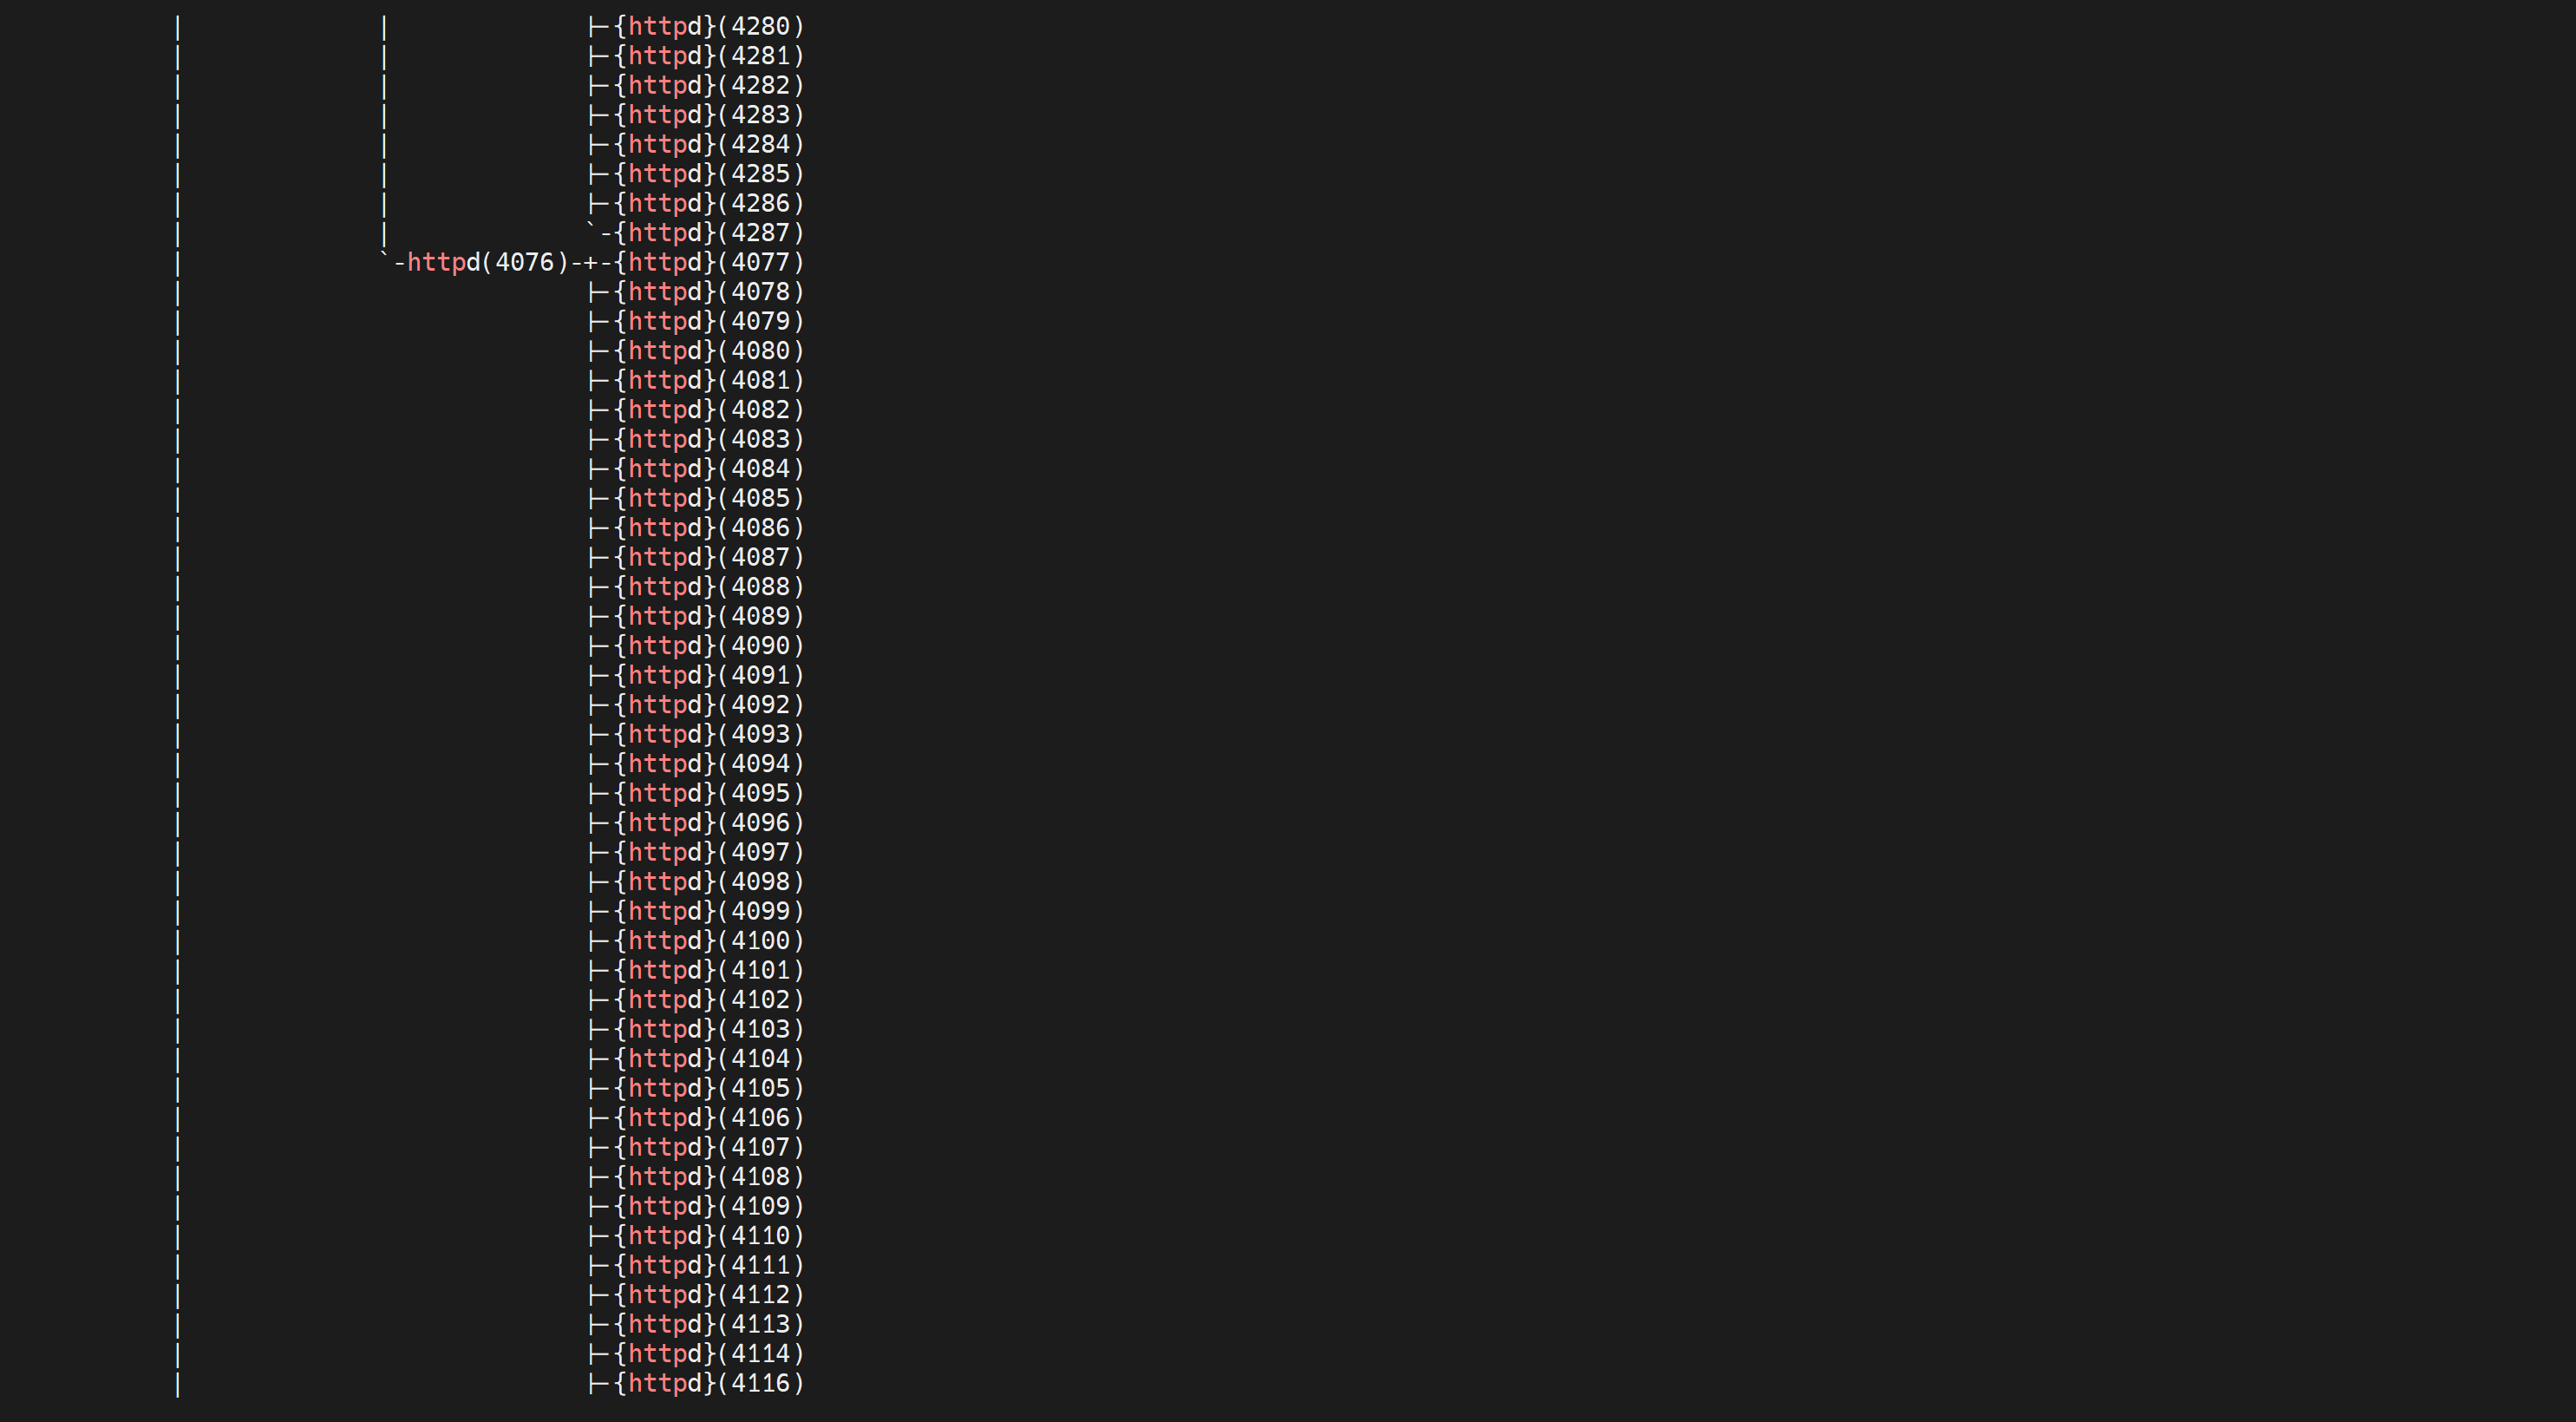 |             |             |-{httpd}(4280)
|             |             |-{httpd}(4281)
|             |             |-{httpd}(4282)
|             |             |-{httpd}(4283)
|             |             |-{httpd}(4284)
|             |             |-{httpd}(4285)
|             |             |-{httpd}(4286)
|             |             `-{httpd}(4287)
|             `-httpd(4076)-+-{httpd}(4077)
|                           |-{httpd}(4078)
|                           |-{httpd}(4079)
|                           |-{httpd}(4080)
|                           |-{httpd}(4081)
|                           |-{httpd}(4082)
|                           |-{httpd}(4083)
|                           |-{httpd}(4084)
|                           |-{httpd}(4085)
|                           |-{httpd}(4086)
|                           |-{httpd}(4087)
|                           |-{httpd}(4088)
|                           |-{httpd}(4089)
|                           |-{httpd}(4090)
|                           |-{httpd}(4091)
|                           |-{httpd}(4092)
|                           |-{httpd}(4093)
|                           |-{httpd}(4094)
|                           |-{httpd}(4095)
|                           |-{httpd}(4096)
|                           |-{httpd}(4097)
|                           |-{httpd}(4098)
|                           |-{httpd}(4099)
|                           |-{httpd}(4100)
|                           |-{httpd}(4101)
|                           |-{httpd}(4102)
|                           |-{httpd}(4103)
|                           |-{httpd}(4104)
|                           |-{httpd}(4105)
|                           |-{httpd}(4106)
|                           |-{httpd}(4107)
|                           |-{httpd}(4108)
|                           |-{httpd}(4109)
|                           |-{httpd}(4110)
|                           |-{httpd}(4111)
|                           |-{httpd}(4112)
|                           |-{httpd}(4113)
|                           |-{httpd}(4114)
|                           |-{httpd}(4116)